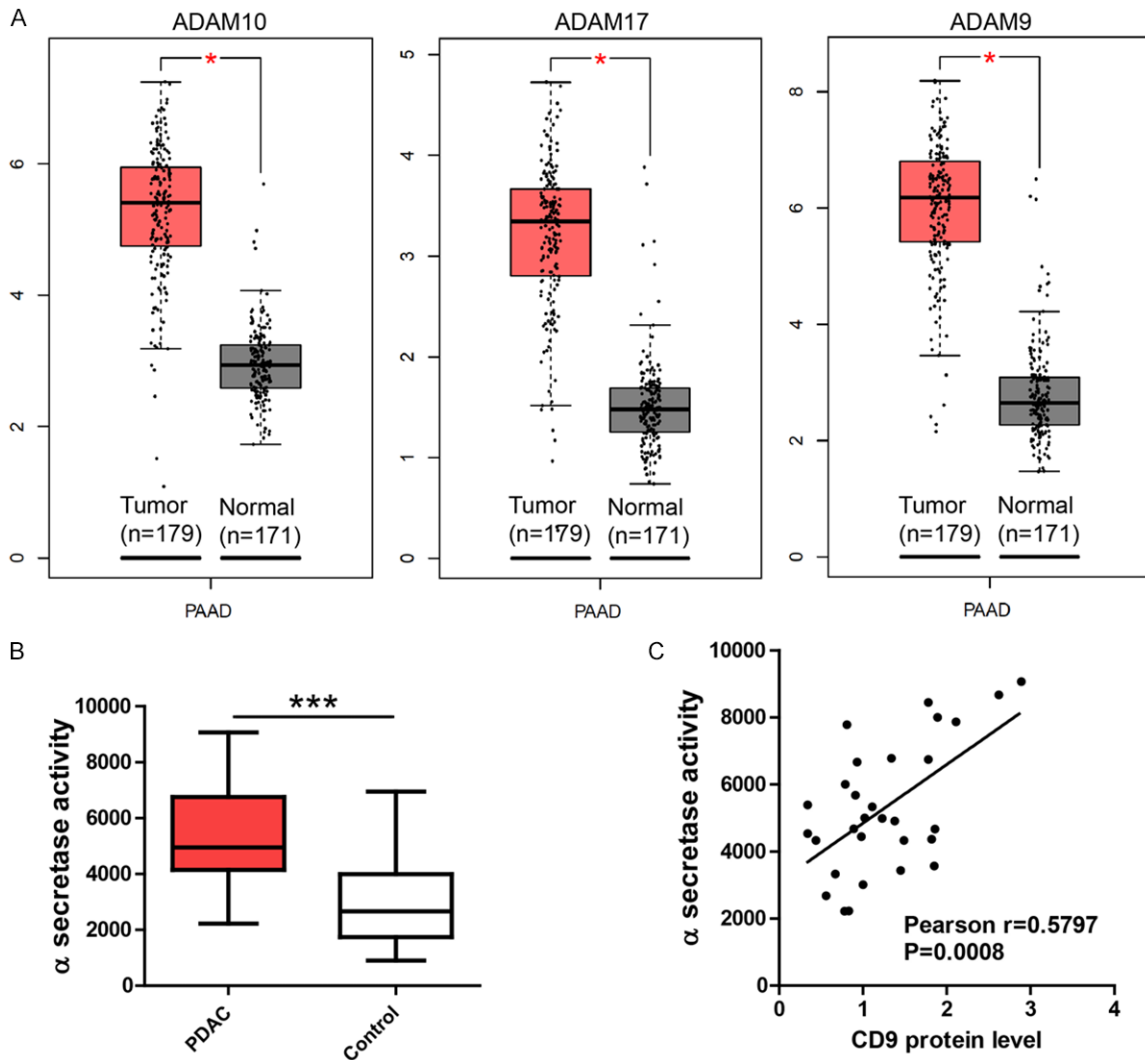 A
ADAM10
ADAM17
ADAM9
*
*
*
6
4
2
0
5
4
3
2
1
0
8
6
4
2
0
Tumor
(n=179)
Normal
(n=171)
Tumor
(n=179)
Normal
(n=171)
Tumor
(n=179)
Normal
(n=171)
PAAD
PAAD
PAAD
B
α secretase activity
10000
8000
6000
4000
2000
0
***
PDAC
Control
C
α secretase activity
10000
8000
6000
4000
2000
0
Pearson r=0.5797
P=0.0008
0
1
2
3
4
CD9 protein level